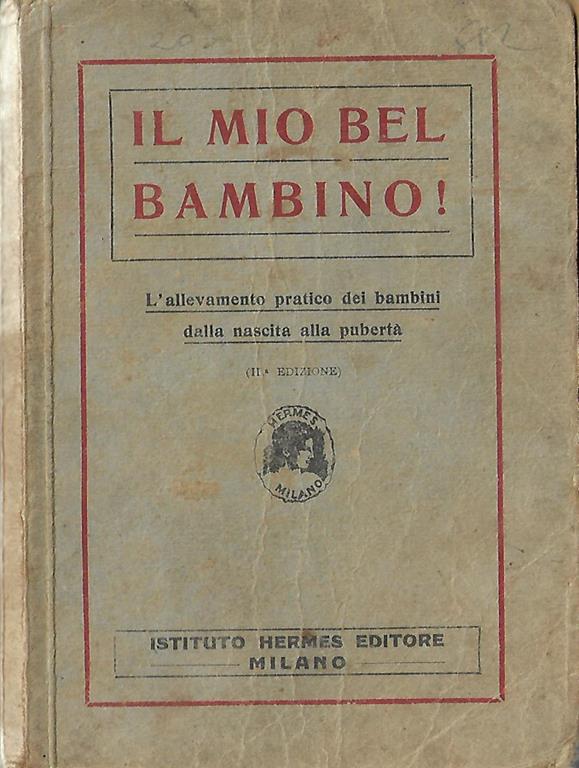 IL MIO BEL
BAMBINO!
L'allevamento pratico dei bambini
dalla nascita alla pubertà
(IIª EDIZIONE)
HERMES
MILANO
ISTITUTO HERMES EDITORE
MILANO